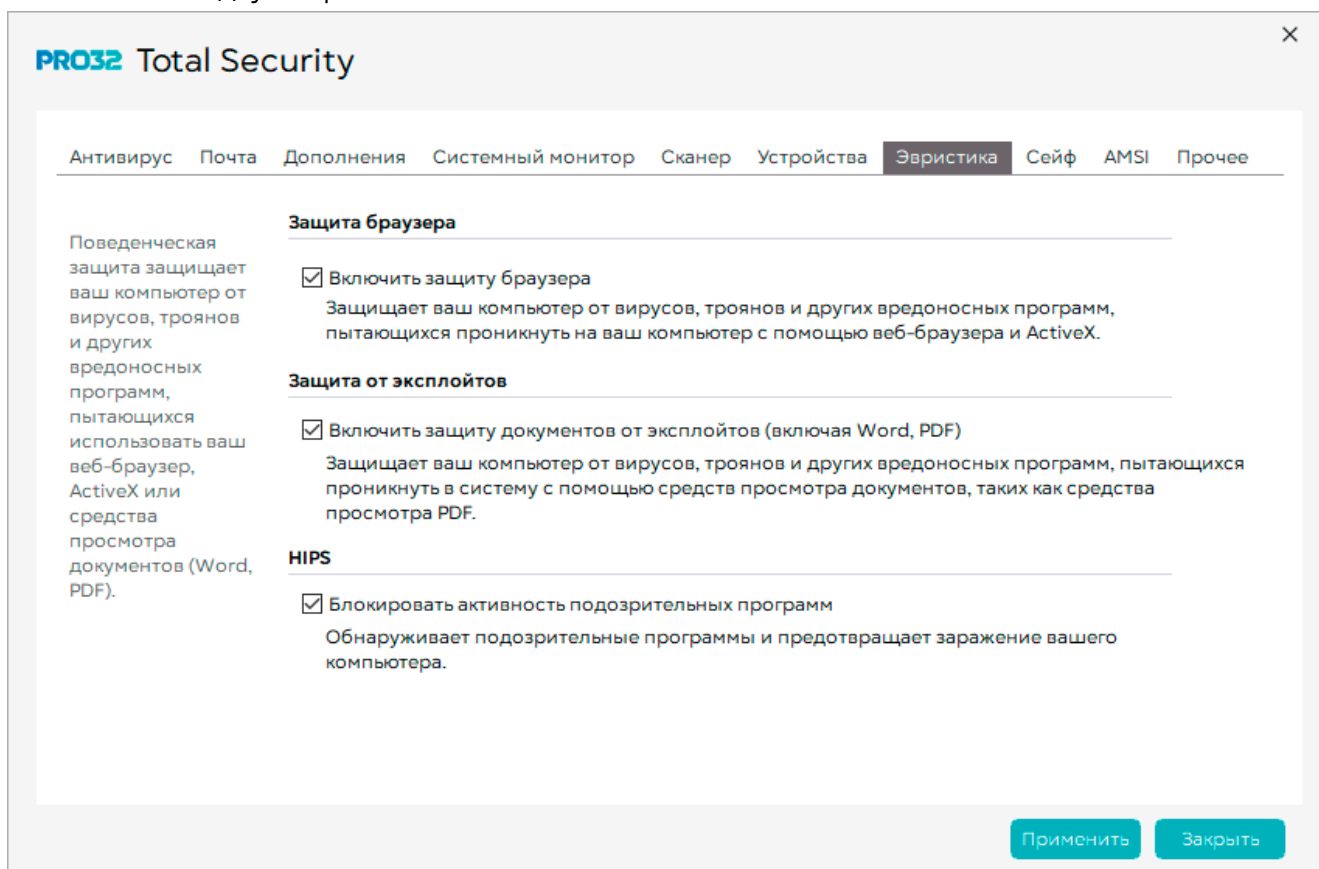 PRO32 Total Security
Антивирус Почта Дополнения Системный монитор Сканер Устройства Эвристика Сейф AMSI Прочее
Поведенческая
защита защищает
ваш компьютер от
вирусов, троянов
и других
вредоносных
программ,
пытающихся
использовать ваш
веб-браузер,
ActiveX или
средства
просмотра
документов (Word,
PDF).
Защита браузера
Включить защиту браузера
Защищает ваш компьютер от вирусов, троянов и других вредоносных программ,
пытающихся проникнуть на ваш компьютер с помощью веб-браузера и ActiveX.
Защита от эксплойтов
Включить защиту документов от эксплойтов (включая Word, PDF)
Защищает ваш компьютер от вирусов, троянов и других вредоносных программ, пытающихся
проникнуть в систему с помощью средств просмотра документов, таких как средства
просмотра PDF.
HIPS
Блокировать активность подозрительных программ
Обнаруживает подозрительные программы и предотвращает заражение вашего
компьютера.
Применить Закрыть